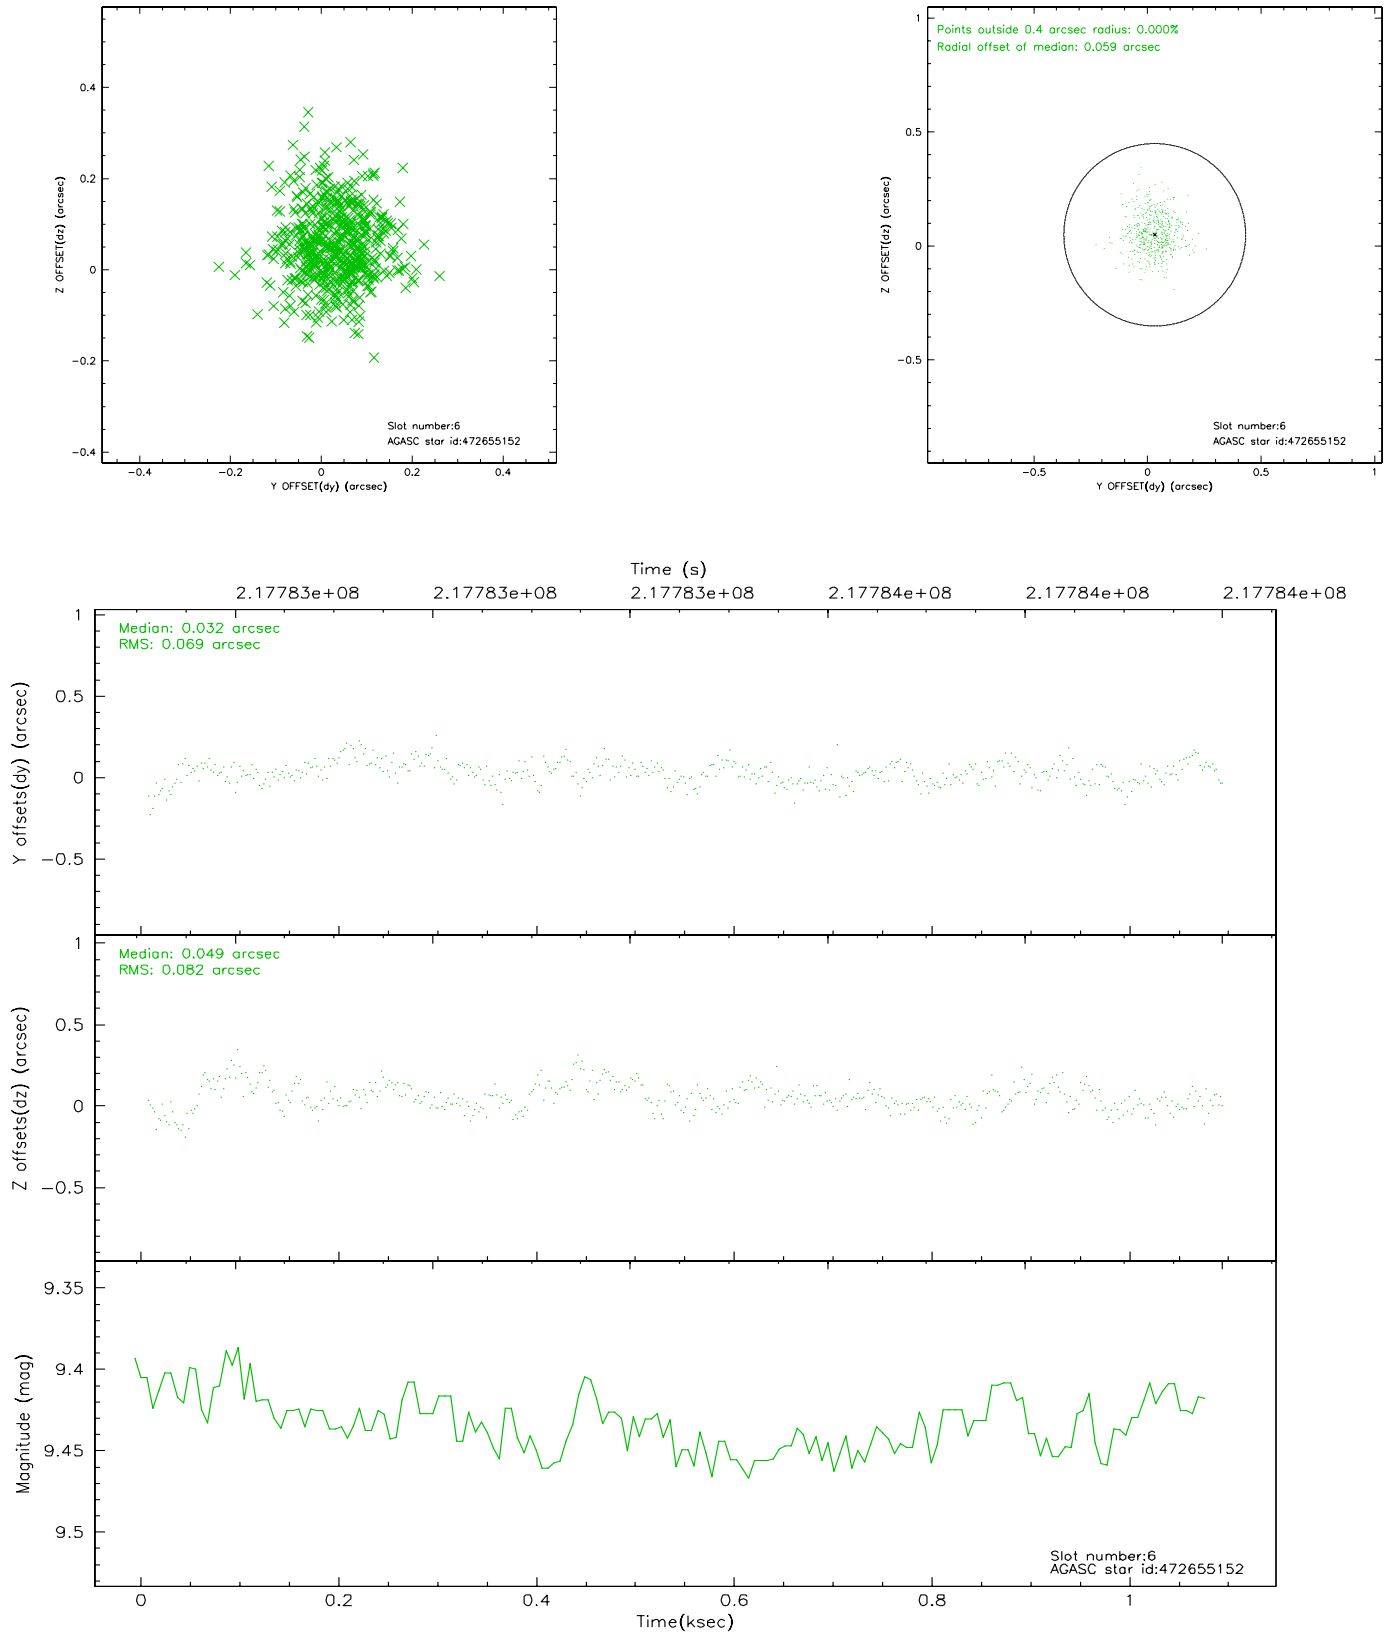 0.4
0.2
0
-0.2
-0.4
Z OFFSET(dz) (arcsec)
Slot number:6
AGASC star id:472655152
-0.4 -0.2 0 0.2 0.4
Y OFFSET(dy) (arcsec)
Points outside 0.4 arcsec radius: 0.000%
Radial offset of median: 0.059 arcsec
1
0.5
0
-0.5
Z OFFSET(dz) (arcsec)
Slot number:6
AGASC star id:472655152
-0.5 0 0.5 1
Y OFFSET(dy) (arcsec)
Time (s)
2.17783e+08 2.17783e+08 2.17783e+08 2.17784e+08 2.17784e+08 2.17784e+08
Median: 0.032 arcsec
RMS: 0.069 arcsec
1
0.5
0
-0.5
Y offsets(dy) (arcsec)
Median: 0.049 arcsec
RMS: 0.082 arcsec
1
0.5
0
-0.5
Z offsets(dz) (arcsec)
9.35
9.4
9.45
9.5
Magnitude (mag)
Slot number:6
AGASC star id:472655152
0 0.2 0.4 0.6 0.8 1
Time(ksec)